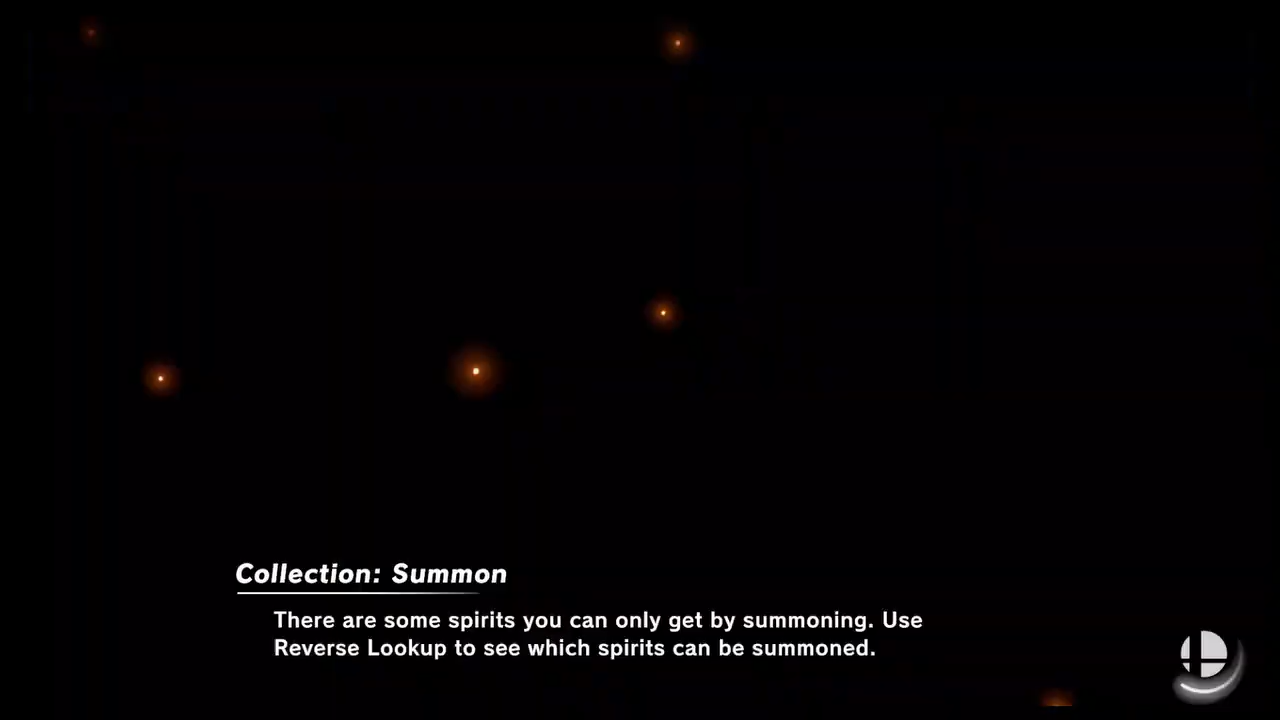 Collection: Summon
There are some spirits you can only get by summoning. Use
Reverse Lookup to see which spirits can be summoned.